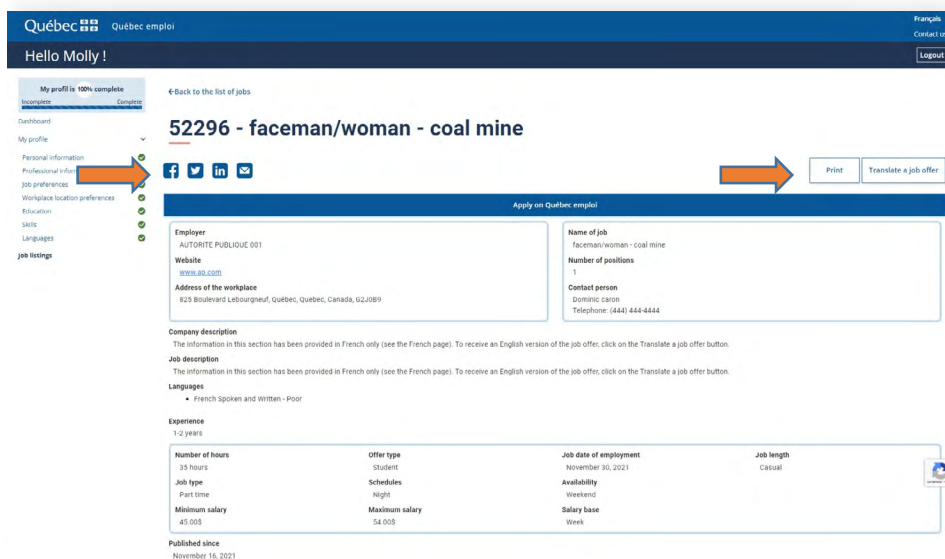 Québec Québec emploi
Français
Contact us
Hello Molly !
Logout
My profil is 100% complete
Incomplete Complete
Dashboard
My profile
Personal information
Professional
Job preferences
Workplace location preferences
Education
Skills
Languages
Job listings
←Back to the list of jobs
52296 - faceman/woman - coal mine
Print
Translate a job offer
Apply on Québec emploi
Employer
AUTORITE PUBLIQUE 001
Website
www.ap.com
Address of the workplace
825 Boulevard Lebourgneuf, Québec, Quebec, Canada, G2J0B9
Name of job
faceman/woman - coal mine
Number of positions
1
Contact person
Dominic caron
Telephone: (444) 444-4444
Company description
The information in this section has been provided in French only (see the French page). To receive an English version of the job offer, click on the Translate a job offer button.
Job description
The information in this section has been provided in French only (see the French page). To receive an English version of the job offer, click on the Translate a job offer button.
Languages
• French Spoken and Written - Poor
Experience
1-2 years
Number of hours Offer type Job date of employment Job length
35 hours Student November 30, 2021 Casual
Job type Schedules Availability
Part time Night Weekend
Minimum salary Maximum salary Salary base
45.00$ 54.00$ Week
Published since
November 16, 2021